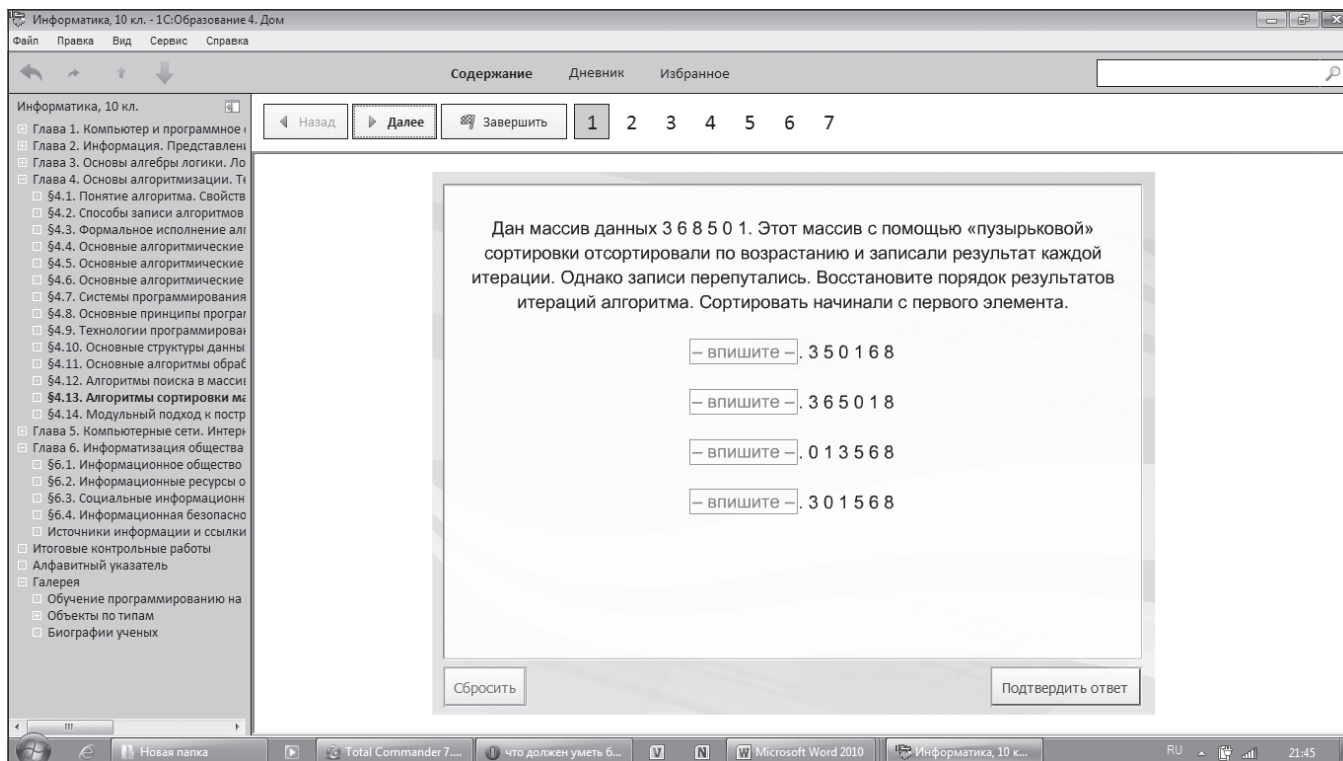 Информатика, 10 кл. - 1С:Образование 4. Дом
Файл Правка Вид Сервис Справка
Содержание Дневник Избранное
Информатика, 10 кл.
Глава 1. Компьютер и программное
Глава 2. Информация. Представлени
Глава 3. Основы алгебры логики. Ло
Глава 4. Основы алгоритмизации. Те
§4.1. Понятие алгоритма. Свойств
§4.2. Способы записи алгоритмов
§4.3. Формальное исполнение алг
§4.4. Основные алгоритмические
§4.5. Основные алгоритмические
§4.6. Основные алгоритмические
§4.7. Системы программирования
§4.8. Основные принципы програм
§4.9. Технологии программирован
§4.10. Основные структуры данны
§4.11. Основные алгоритмы обраб
§4.12. Алгоритмы поиска в массив
§4.13. Алгоритмы сортировки ма
§4.14. Модульный подход к постр
Глава 5. Компьютерные сети. Интерн
Глава 6. Информатизация общества
§6.1. Информационное общество
§6.2. Информационные ресурсы о
§6.3. Социальные информационн
§6.4. Информационная безопасно
Источники информации и ссылки
Итоговые контрольные работы
Алфавитный указатель
Галерея
Обучение программированию на
Объекты по типам
Биографии ученых
Назад Далее Завершить 1 2 3 4 5 6 7
Дан массив данных 3 6 8 5 0 1. Этот массив с помощью «пузырьковой»
сортировки отсортировали по возрастанию и записали результат каждой
итерации. Однако записи перепутались. Восстановите порядок результатов
итераций алгоритма. Сортировать начинали с первого элемента.
– впишите –. 3 5 0 1 6 8
– впишите –. 3 6 5 0 1 8
– впишите –. 0 1 3 5 6 8
– впишите –. 3 0 1 5 6 8
Сбросить Подтвердить ответ
Новая папка Total Commander 7.... что должен уметь б... V N W Microsoft Word 2010 Информатика, 10 к... RU 21:45